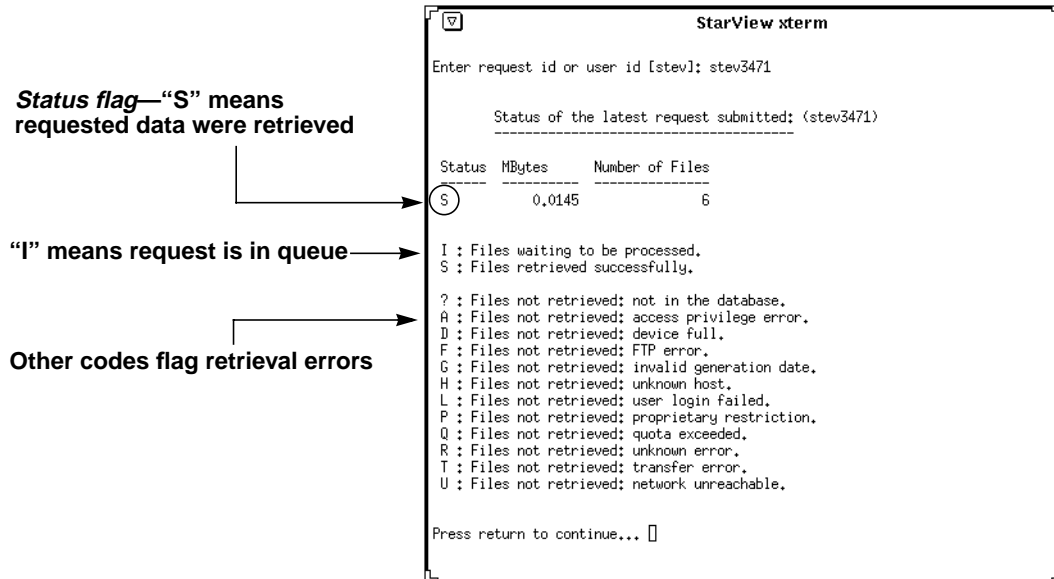 StarView xterm
Enter request id or user id [stev]: stev3471
Status of the latest request submitted: (stev3471)
---------------------------------------
Status MBytes Number of Files
------ ---------- ---------------
S 0.0145 6
I : Files waiting to be processed.
S : Files retrieved successfully.
? : Files not retrieved: not in the database.
A : Files not retrieved: access privilege error.
D : Files not retrieved: device full.
F : Files not retrieved: FTP error.
G : Files not retrieved: invalid generation date.
H : Files not retrieved: unknown host.
L : Files not retrieved: user login failed.
P : Files not retrieved: proprietary restriction.
Q : Files not retrieved: quota exceeded.
R : Files not retrieved: unknown error.
T : Files not retrieved: transfer error.
U : Files not retrieved: network unreachable.
Press return to continue...
Status flag—“S” means
requested data were retrieved
“I” means request is in queue
Other codes flag retrieval errors